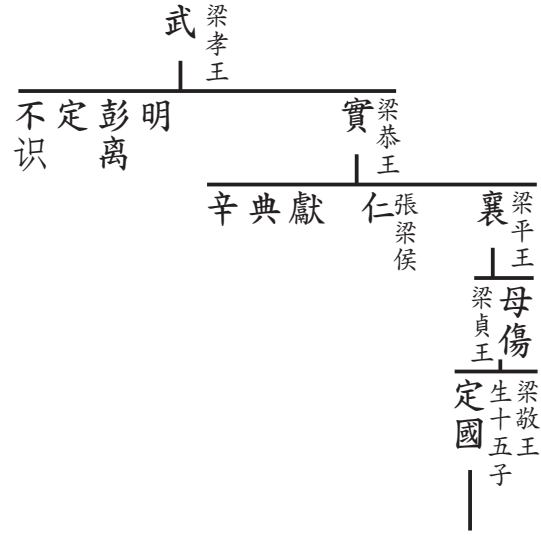 梁孝王
武
明
彭离
定
不识
梁恭王
實
梁平王
襄
張梁侯
仁
獻
典
辛
母傷
梁貞王
梁敬王
生十五子
定國